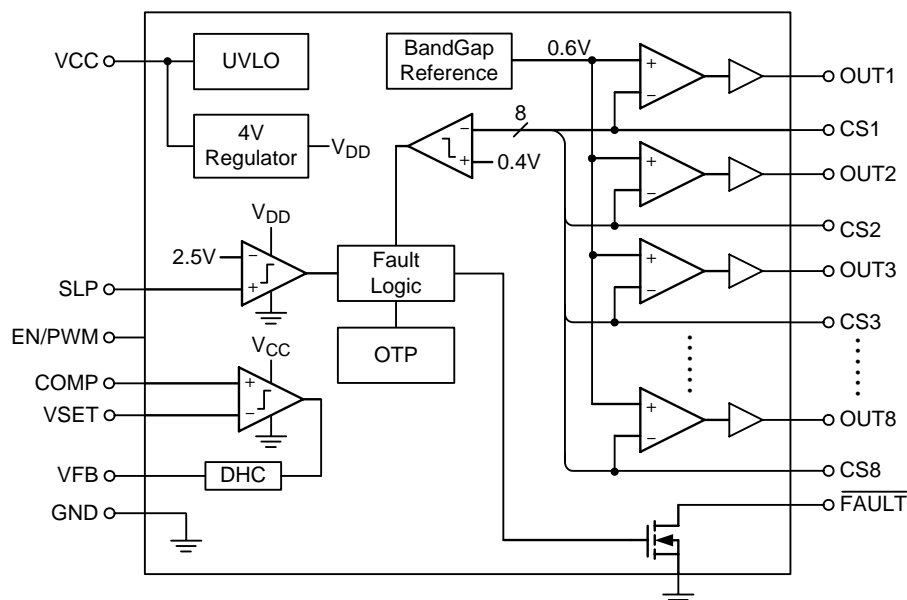 VCC
UVLO
4V
Regulator
VDD
BandGap
Reference
0.6V
+
−
OUT1
8
−
+
0.4V
CS1
+
−
OUT2
CS2
VDD
2.5V
−
+
SLP
Fault
Logic
+
−
OUT3
CS3
EN/PWM
OTP
VCC
COMP
+
−
VSET
+
−
OUT8
VFB
DHC
CS8
GND
FAULT